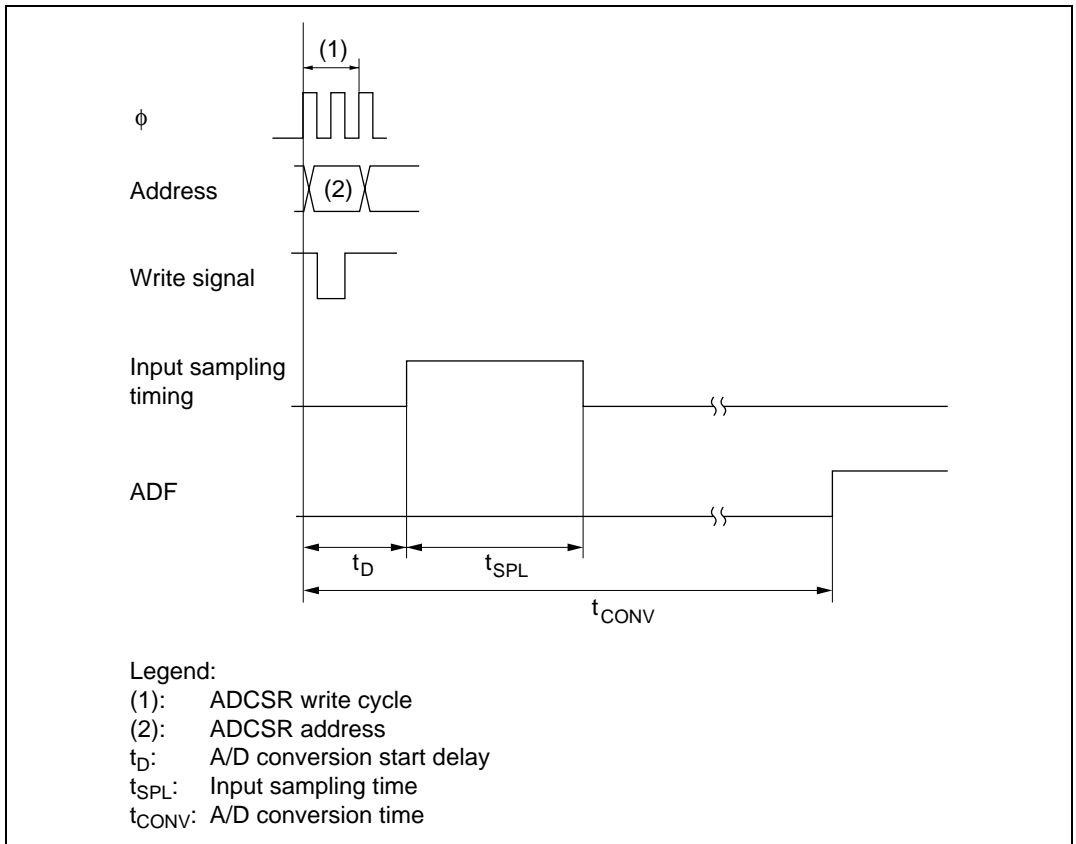 (1)
ϕ
Address
(2)
Write signal
Input sampling
timing
ADF
tD
tSPL
tCONV
Legend:
(1): ADCSR write cycle
(2): ADCSR address
tD: A/D conversion start delay
tSPL: Input sampling time
tCONV: A/D conversion time